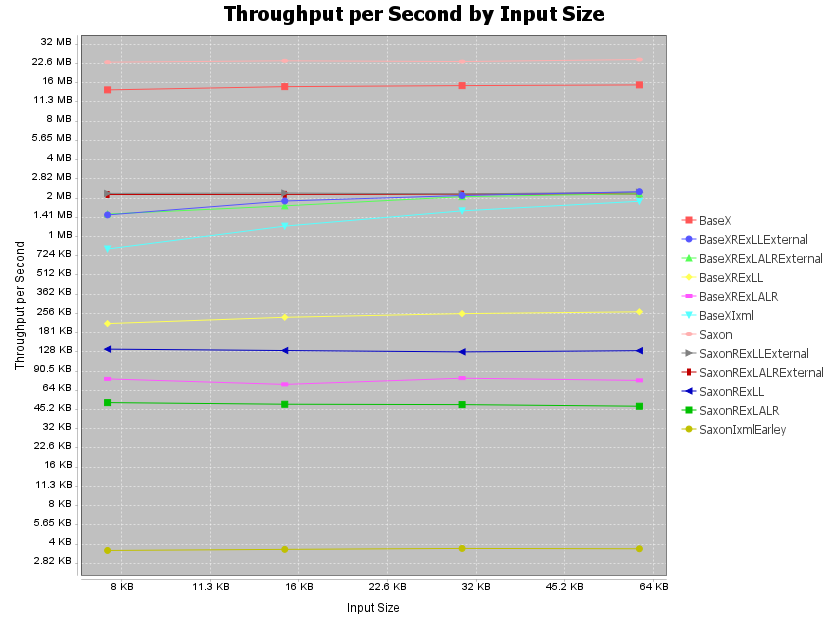 Throughput per Second by Input Size
32 MB
22.6 MB
16 MB
11.3 MB
8 MB
5.65 MB
4 MB
2.82 MB
2 MB
1.41 MB
1 MB
724 KB
512 KB
362 KB
256 KB
181 KB
128 KB
90.5 KB
64 KB
45.2 KB
32 KB
22.6 KB
16 KB
11.3 KB
8 KB
5.65 KB
4 KB
2.82 KB
Throughput per Second
8 KB
11.3 KB
16 KB
22.6 KB
32 KB
45.2 KB
64 KB
Input Size
BaseX
BaseXRExLLExternal
BaseXRExLALRExternal
BaseXRExLL
BaseXRExLALR
BaseXIxml
Saxon
SaxonRExLLExternal
SaxonRExLALRExternal
SaxonRExLL
SaxonRExLALR
SaxonIxmlEarley